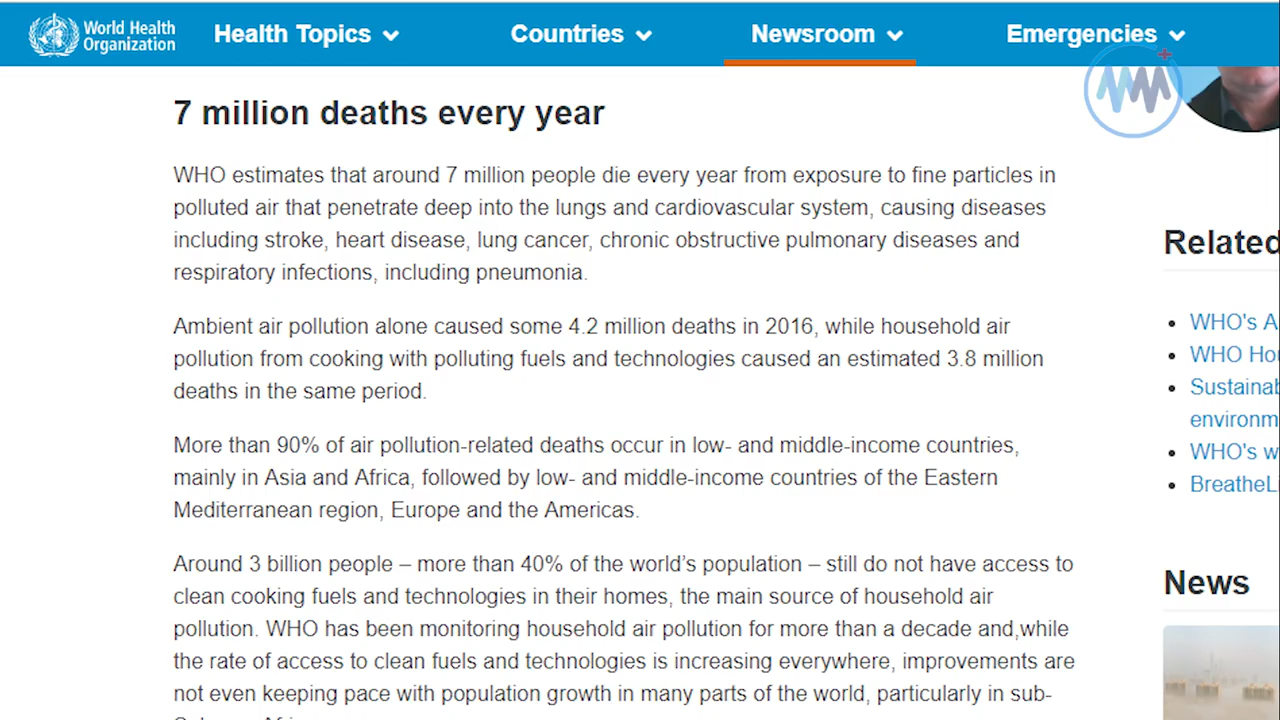 World Health
Organization
Health Topics
Countries
Newsroom
Emergencies
7 million deaths every year
WHO estimates that around 7 million people die every year from exposure to fine particles in
polluted air that penetrate deep into the lungs and cardiovascular system, causing diseases
including stroke, heart disease, lung cancer, chronic obstructive pulmonary diseases and
respiratory infections, including pneumonia.
Ambient air pollution alone caused some 4.2 million deaths in 2016, while household air
pollution from cooking with polluting fuels and technologies caused an estimated 3.8 million
deaths in the same period.
More than 90% of air pollution-related deaths occur in low- and middle-income countries,
mainly in Asia and Africa, followed by low- and middle-income countries of the Eastern
Mediterranean region, Europe and the Americas.
Around 3 billion people – more than 40% of the world’s population – still do not have access to
clean cooking fuels and technologies in their homes, the main source of household air
pollution. WHO has been monitoring household air pollution for more than a decade and,while
the rate of access to clean fuels and technologies is increasing everywhere, improvements are
not even keeping pace with population growth in many parts of the world, particularly in sub-
Related
WHO's A
WHO Ho
Sustainab
environm
WHO's w
BreatheL
News